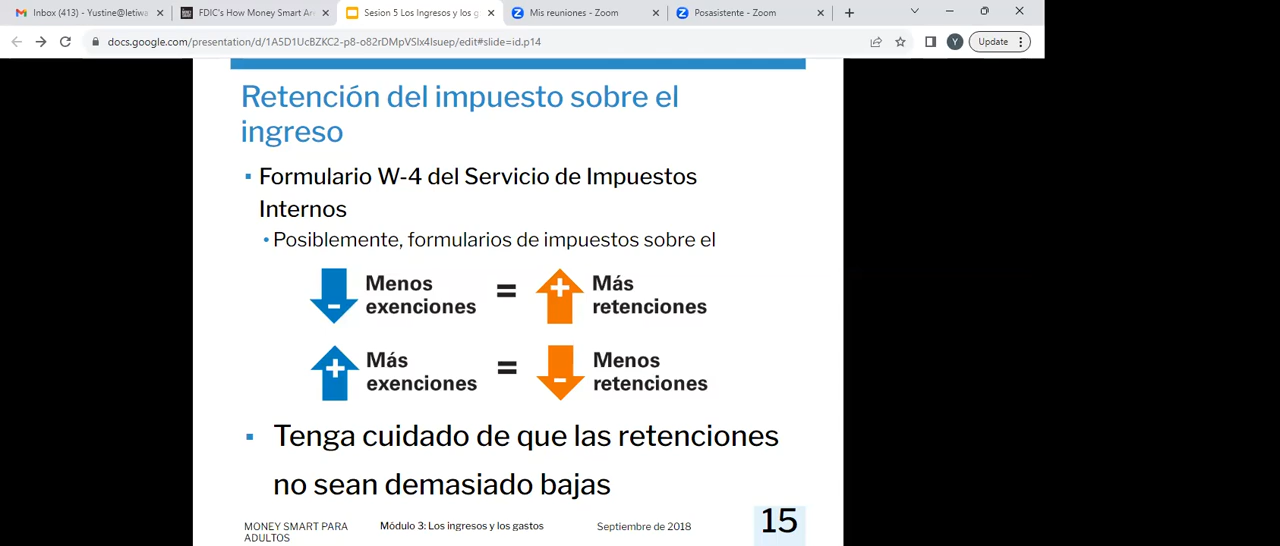 Inbox (413) - Yustine@letiwa
FDIC's How Money Smart Are
Sesion 5 Los Ingresos y los g
Mis reuniones - Zoom
Posasistente - Zoom
docs.google.com/presentation/d/1A5D1UcBZKC2-p8-o82rDMpVSlx4Isuep/edit#slide=id.p14
Y
Update
Retención del impuesto sobre el
ingreso
Formulario W-4 del Servicio de Impuestos
Internos
Posiblemente, formularios de impuestos sobre el
Menos exenciones = Más retenciones
Más exenciones = Menos retenciones
Tenga cuidado de que las retenciones
no sean demasiado bajas
MONEY SMART PARA
ADULTOS
Módulo 3: Los ingresos y los gastos
Septiembre de 2018
15